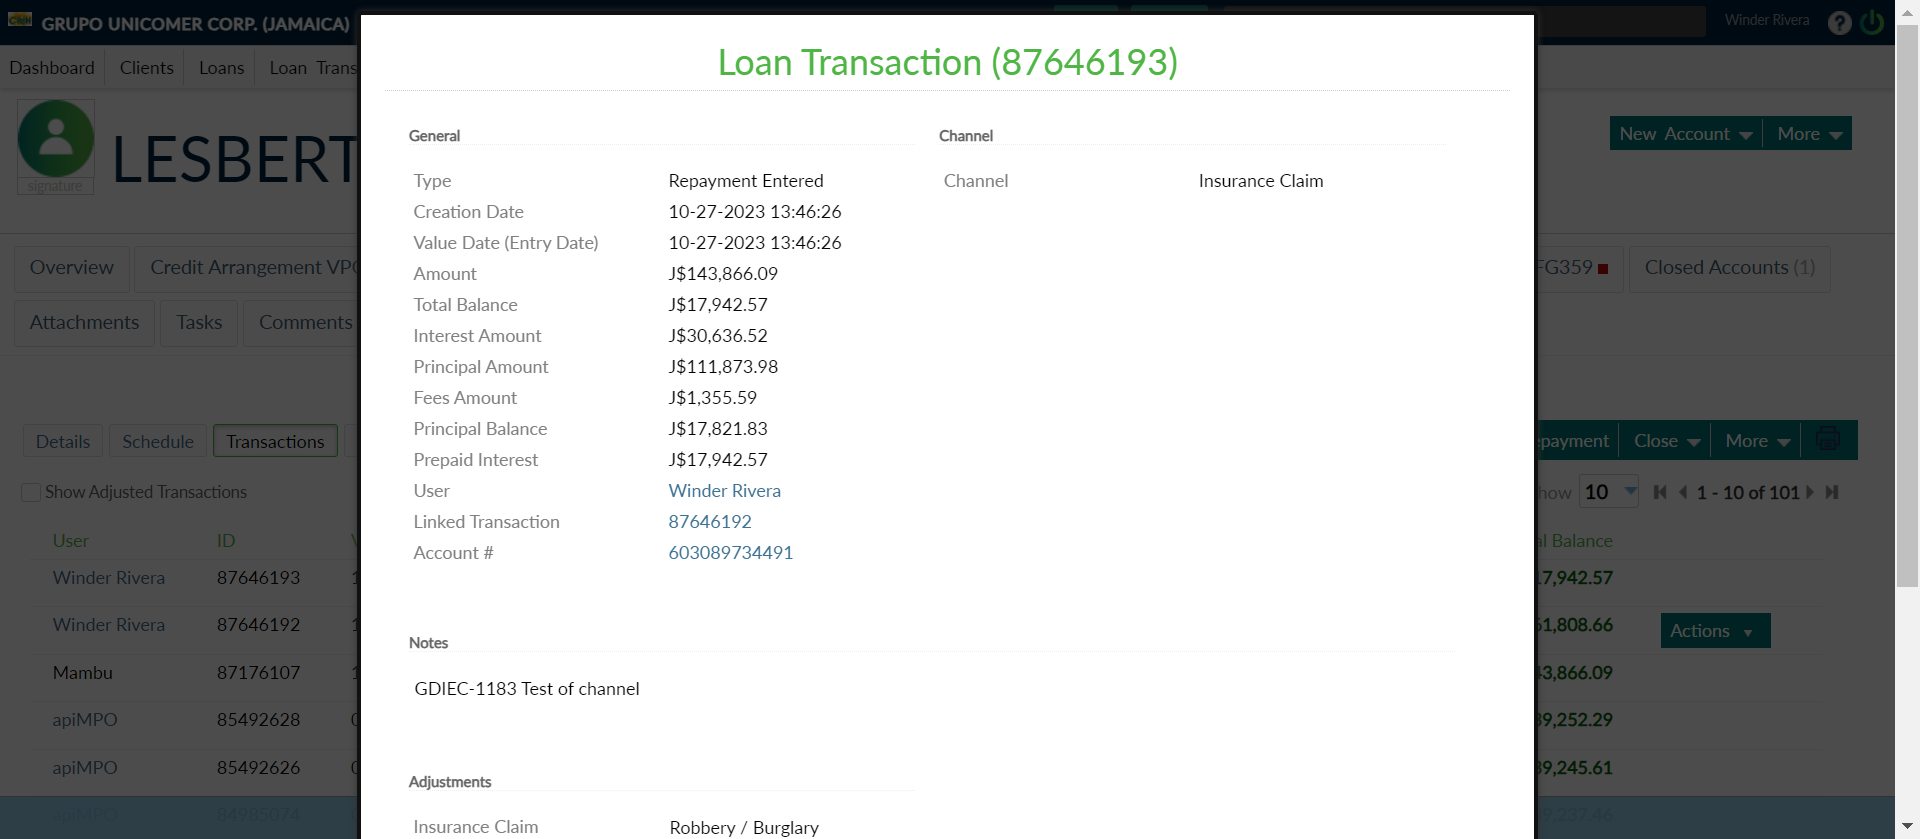 GRUPO UNICOMER CORP. (JAMAICA)
Winder Rivera
?
Dashboard Clients Loans Loan Trans
signature
LESBERT
New Account More
Overview Credit Arrangement
FG359
Closed Accounts (1)
Attachments Tasks Comments
Loan Transaction (87646193)
General
Type Repayment Entered
Creation Date 10-27-2023 13:46:26
Value Date (Entry Date) 10-27-2023 13:46:26
Amount J$143,866.09
Total Balance J$17,942.57
Interest Amount J$30,636.52
Principal Amount J$111,873.98
Fees Amount J$1,355.59
Principal Balance J$17,821.83
Prepaid Interest J$17,942.57
User Winder Rivera
Linked Transaction 87646192
Account # 603089734491
Channel
Channel Insurance Claim
Notes
GDIEC-1183 Test of channel
Adjustments
Insurance Claim Robbery / Burglary
Details Schedule Transactions
payment Close More
Show Adjusted Transactions
how 10 1 - 10 of 101
User ID al Balance
Winder Rivera 87646193 17,942.57
Winder Rivera 87646192 61,808.66 Actions
Mambu 87176107 43,866.09
apiMPO 85492628 39,252.29
apiMPO 85492626 39,245.61
apiMPO 84985074 39,237.46